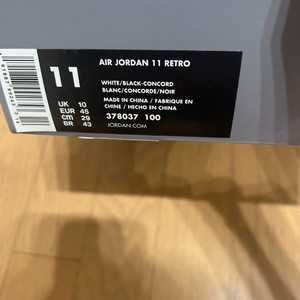 AIR JORDAN 11 RETRO
11
WHITE/BLACK-CONCORD
BLANC/CONCORDE/NOIR
UK 10
EUR 45
CM 29
BR 43
MADE IN CHINA / FABRIQUE EN
CHINE / HECHO EN CHINA
378037 100
JORDAN.COM